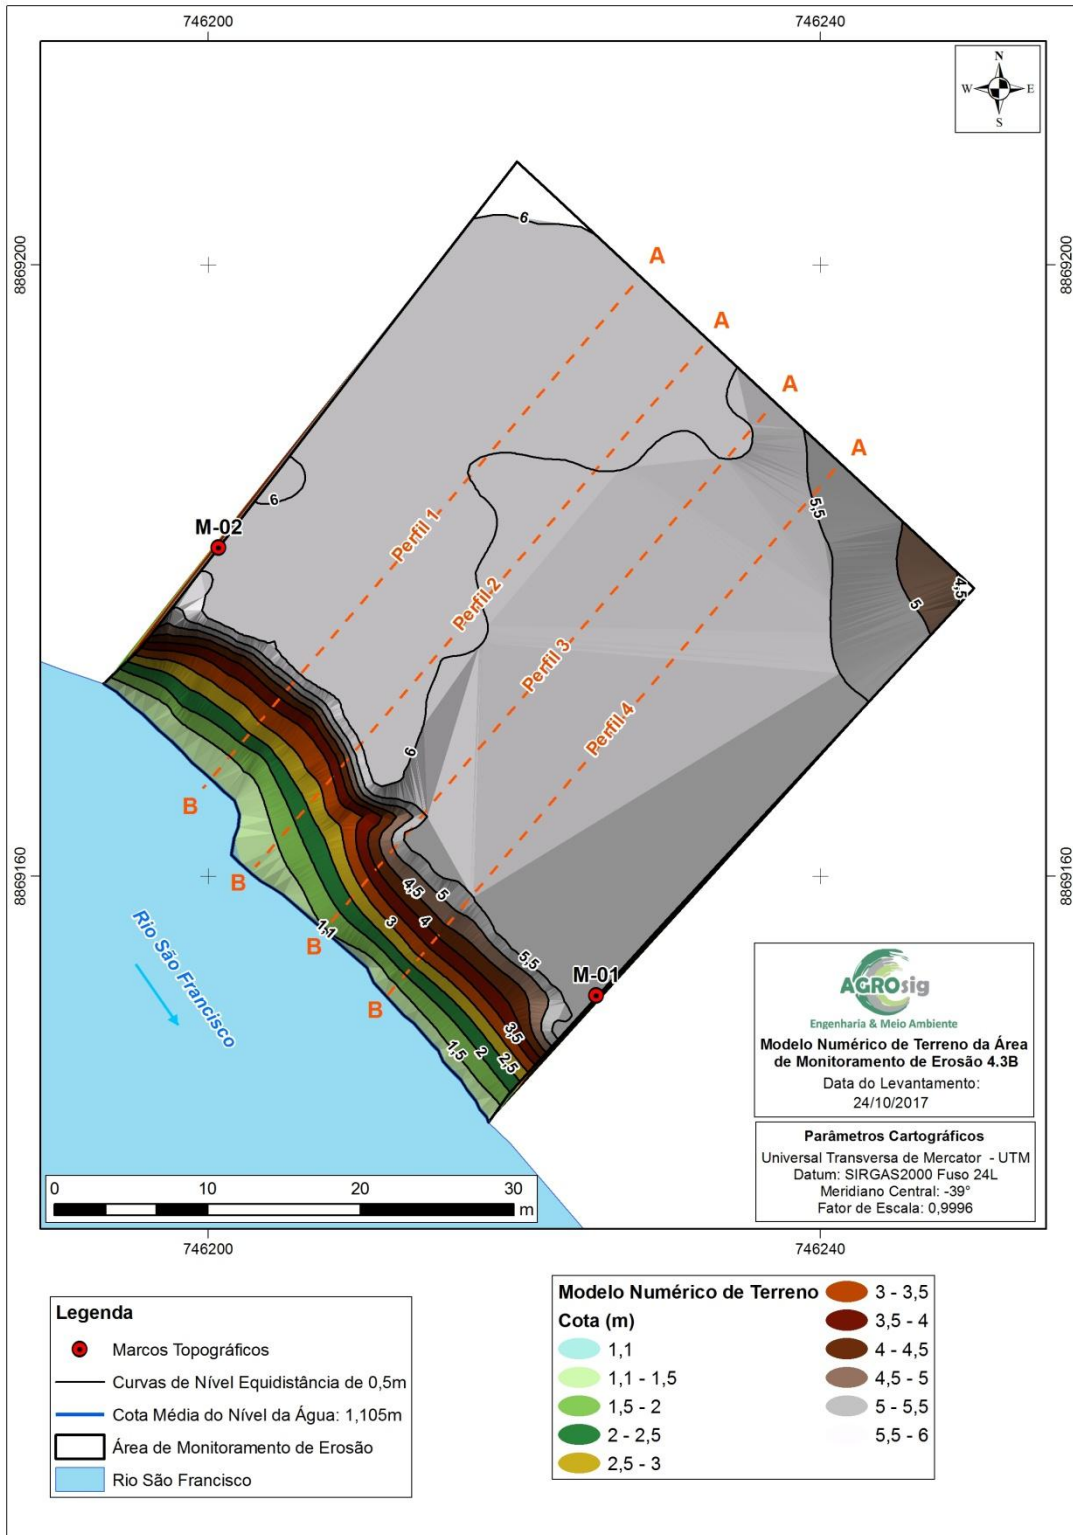 746200
746240
N
W
E
S
8869200
8869200
6
A
A
A
A
5,5
6
M-02
Perfil 1
Perfil 2
Perfil 3
Perfil 4
5
4,5
6
B
B
B
B
8869160
8869160
4,5
5
3
4
1,1
5,5
M-01
3,5
1,5
2
2,5
Rio São Francisco
AGROsig
Engenharia & Meio Ambiente
Modelo Numérico de Terreno da Área
de Monitoramento de Erosão 4.3B
Data do Levantamento:
24/10/2017
Parâmetros Cartográficos
Universal Transversa de Mercator - UTM
Datum: SIRGAS2000 Fuso 24L
Meridiano Central: -39°
Fator de Escala: 0,9996
0
10
20
30
m
746200
746240
Legenda
Marcos Topográficos
Curvas de Nível Equidistância de 0,5m
Cota Média do Nível da Água: 1,105m
Área de Monitoramento de Erosão
Rio São Francisco
Modelo Numérico de Terreno
Cota (m)
1,1
1,1 - 1,5
1,5 - 2
2 - 2,5
2,5 - 3
3 - 3,5
3,5 - 4
4 - 4,5
4,5 - 5
5 - 5,5
5,5 - 6